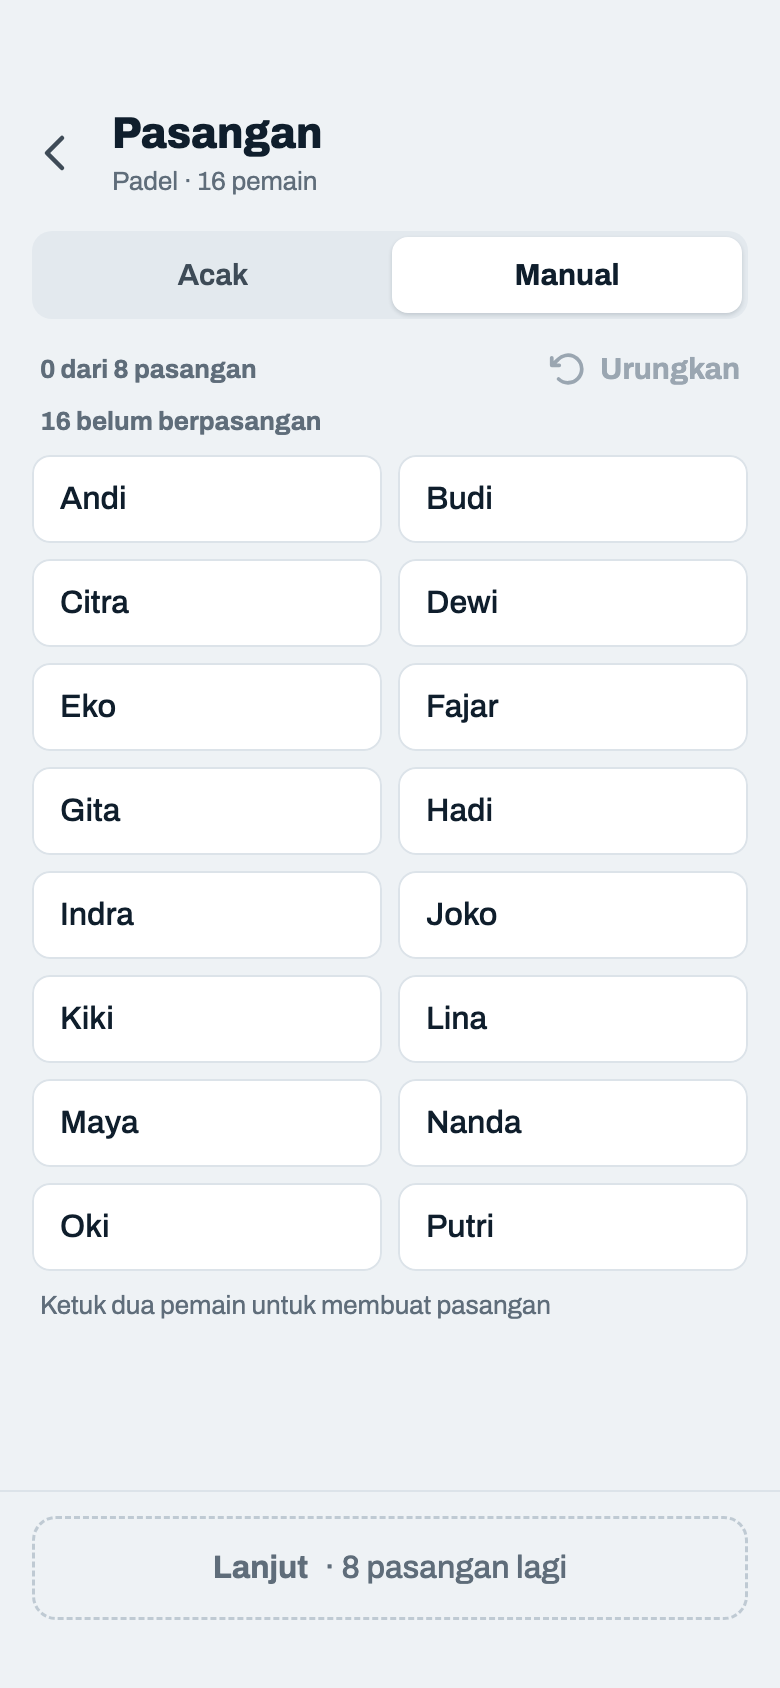 Pasangan
Padel · 16 pemain
Acak
Manual
0 dari 8 pasangan
Urungkan
16 belum berpasangan
Andi
Budi
Citra
Dewi
Eko
Fajar
Gita
Hadi
Indra
Joko
Kiki
Lina
Maya
Nanda
Oki
Putri
Ketuk dua pemain untuk membuat pasangan
Lanjut · 8 pasangan lagi